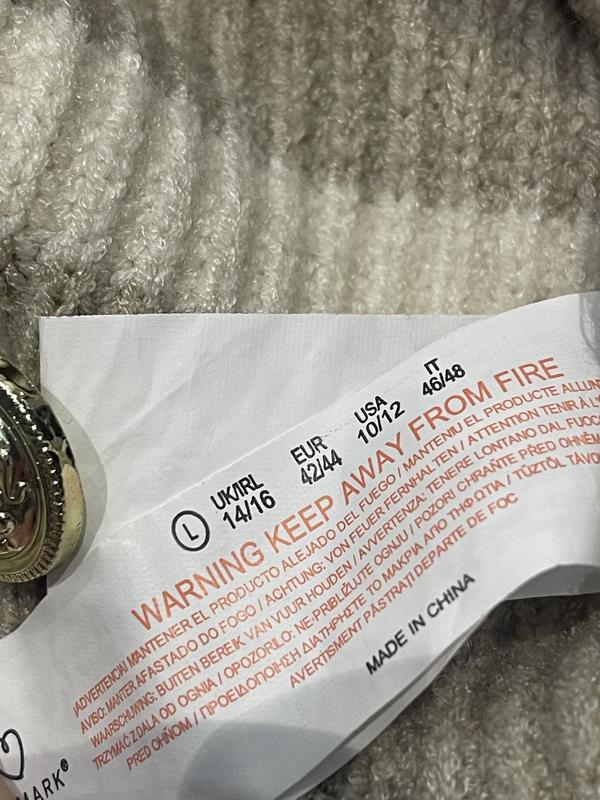 L UK/IRL 14/16 EUR 42/44 USA 10/12 IT 46/48
WARNING KEEP AWAY FROM FIRE
¡ADVERTENCIA! MANTENER EL PRODUCTO ALEJADO DEL FUEGO / MANTENIU EL PRODUCTE ALLUN
AVISO: MANTER AFASTADO DO FOGO / ACHTUNG: VON FEUER FERNHALTEN / ATTENTION TENIR À L'
WAARSCHUWING: BUITEN BEREIK VAN VUUR HOUDEN / AVVERTENZA: TENERE LONTANO DAL FUOC
TRZYMAĆ Z DALA OD OGNIA / OPOZORILO: NE PRIBLIŽUJTE OGNJU / POZOR! CHRAŇTE PRED OHNĚM
PRED OHŇOM / ΠΡΟΕΙΔΟΠΟΙΗΣΗ ΔΙΑΤΗΡΗΣΤΕ ΤΟ ΜΑΚΡΙΑ ΑΠΟ ΤΗ ΦΩΤΙΑ / TŰZTŐL TÁVO
AVERTISMENT PĂSTRAȚI DEPARTE DE FOC
MADE IN CHINA
MARK®